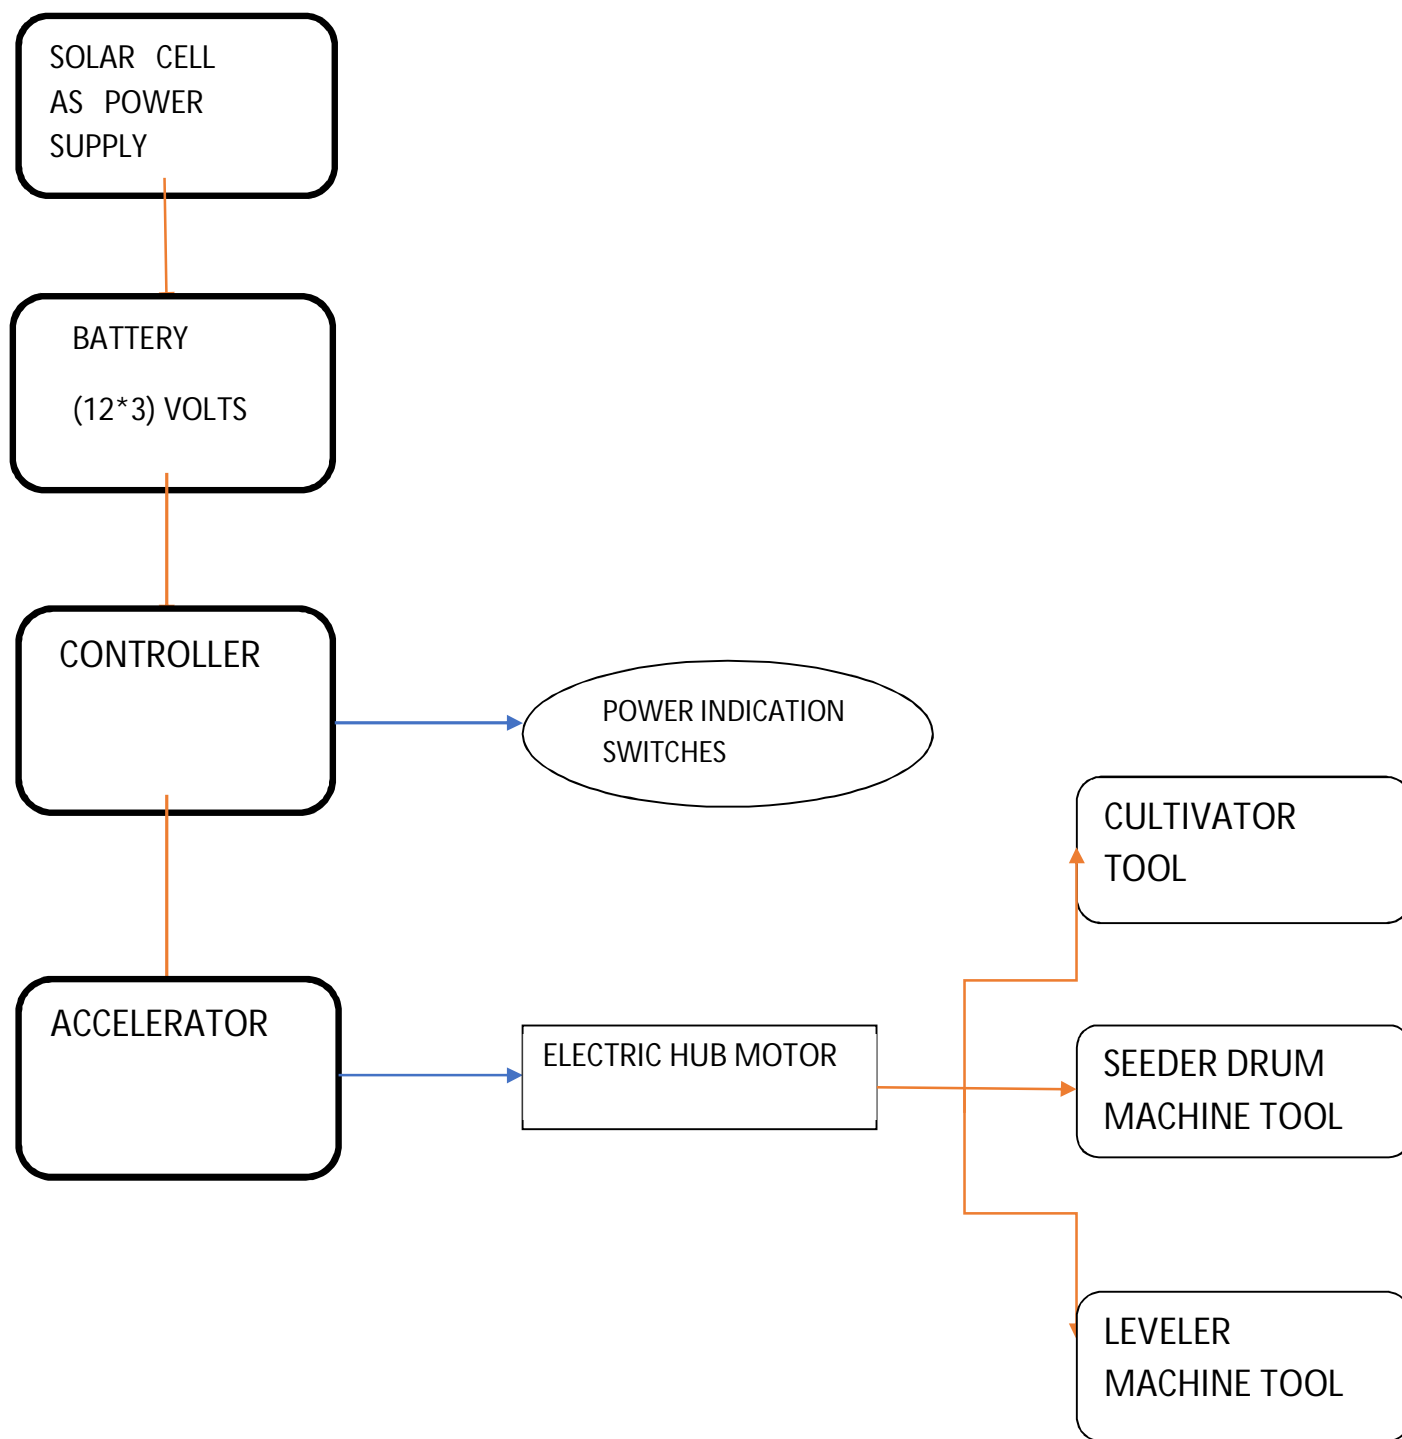 SOLAR CELL
AS POWER
SUPPLY
BATTERY
(12*3) VOLTS
CONTROLLER
POWER INDICATION
SWITCHES
CULTIVATOR
TOOL
ACCELERATOR
ELECTRIC HUB MOTOR
SEEDER DRUM
MACHINE TOOL
LEVELER
MACHINE TOOL